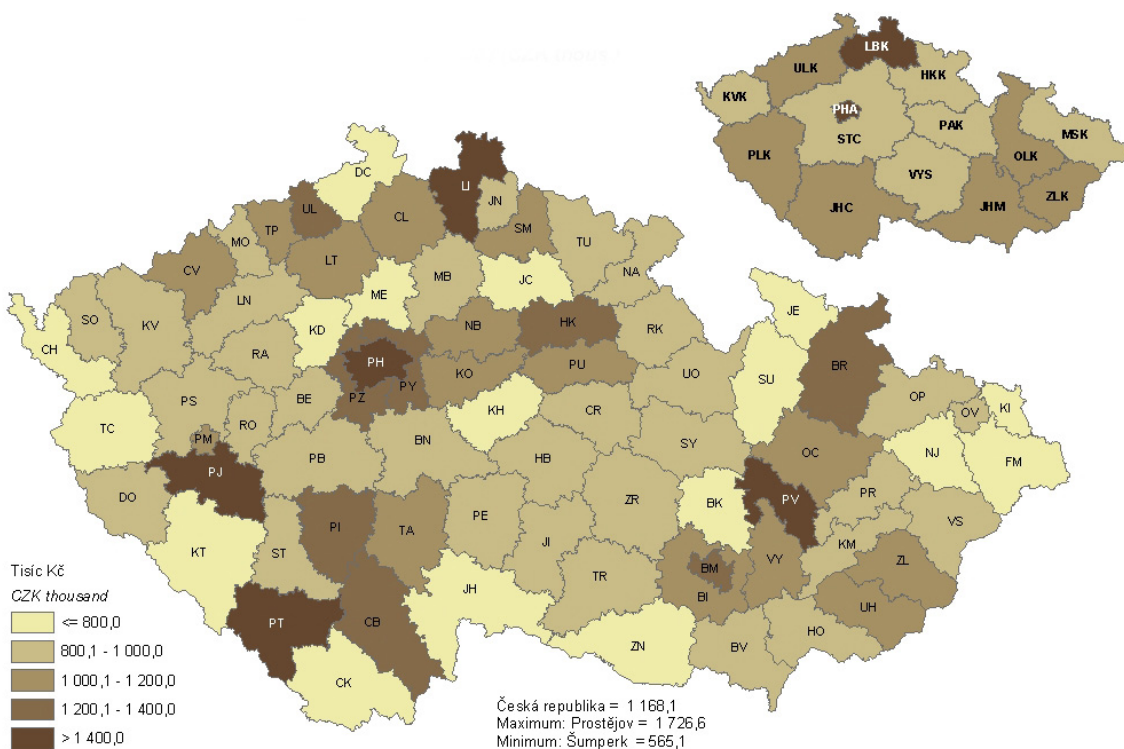 LBK
ULK
HKK
KVK
PHA
PAK
STC
MSK
PLK
OLK
VYS
ZLK
JHC
JHM
DC
LI
UL
JN
CL
SM
TP
MO
TU
CV
LT
MB
JC
NA
ME
LN
SO
KV
KD
NB
HK
JE
CH
RA
RK
PH
KO
PU
BR
PZ
PY
SU
UO
PS
BE
KH
OP
KI
RO
CR
OV
TC
PM
BN
SY
OC
NJ
FM
PB
HB
PJ
PV
DO
ZR
BK
PR
PI
TA
PE
VS
KT
ST
JI
KM
BM
VY
ZL
TR
BI
JH
UH
PT
CB
HO
ZN
BV
CK
Tisíc Kč
CZK thousand
<= 800,0
800,1 - 1 000,0
1 000,1 - 1 200,0
1 200,1 - 1 400,0
> 1 400,0
Česká republika = 1 168,1
Maximum: Prostějov = 1 726,6
Minimum: Šumperk = 565,1